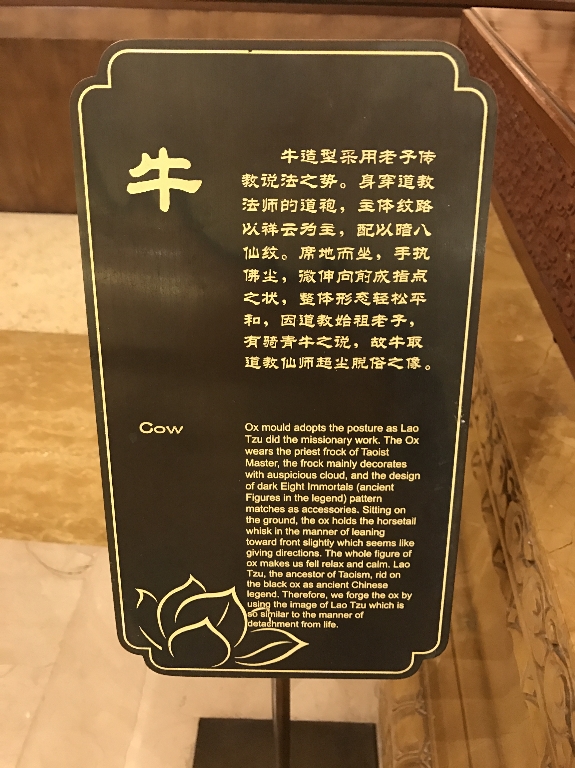 牛
牛造型采用老子传
教说法之势。身穿道教
法师的道袍，主体纹路
以祥云为主，配以暗八
仙纹。席地而坐，手执
佛尘，微伸向前成指点
之状，整体形态轻松平
和，因道教始祖老子，
有骑青牛之说，故牛取
道教仙师超尘脱俗之像。
Cow
Ox mould adopts the posture as Lao
Tzu did the missionary work. The Ox
wears the priest frock of Taoist
Master, the frock mainly decorates
with auspicious cloud, and the design
of dark Eight Immortals (ancient
Figures in the legend) pattern
matches as accessories. Sitting on
the ground, the ox holds the horsetail
whisk in the manner of leaning
toward front slightly which seems like
giving directions. The whole figure of
ox makes us fell relax and calm. Lao
Tzu, the ancestor of Taoism, rid on
the black ox as ancient Chinese
legend. Therefore, we forge the ox by
using the image of Lao Tzu which is
so similar to the manner of
detachment from life.